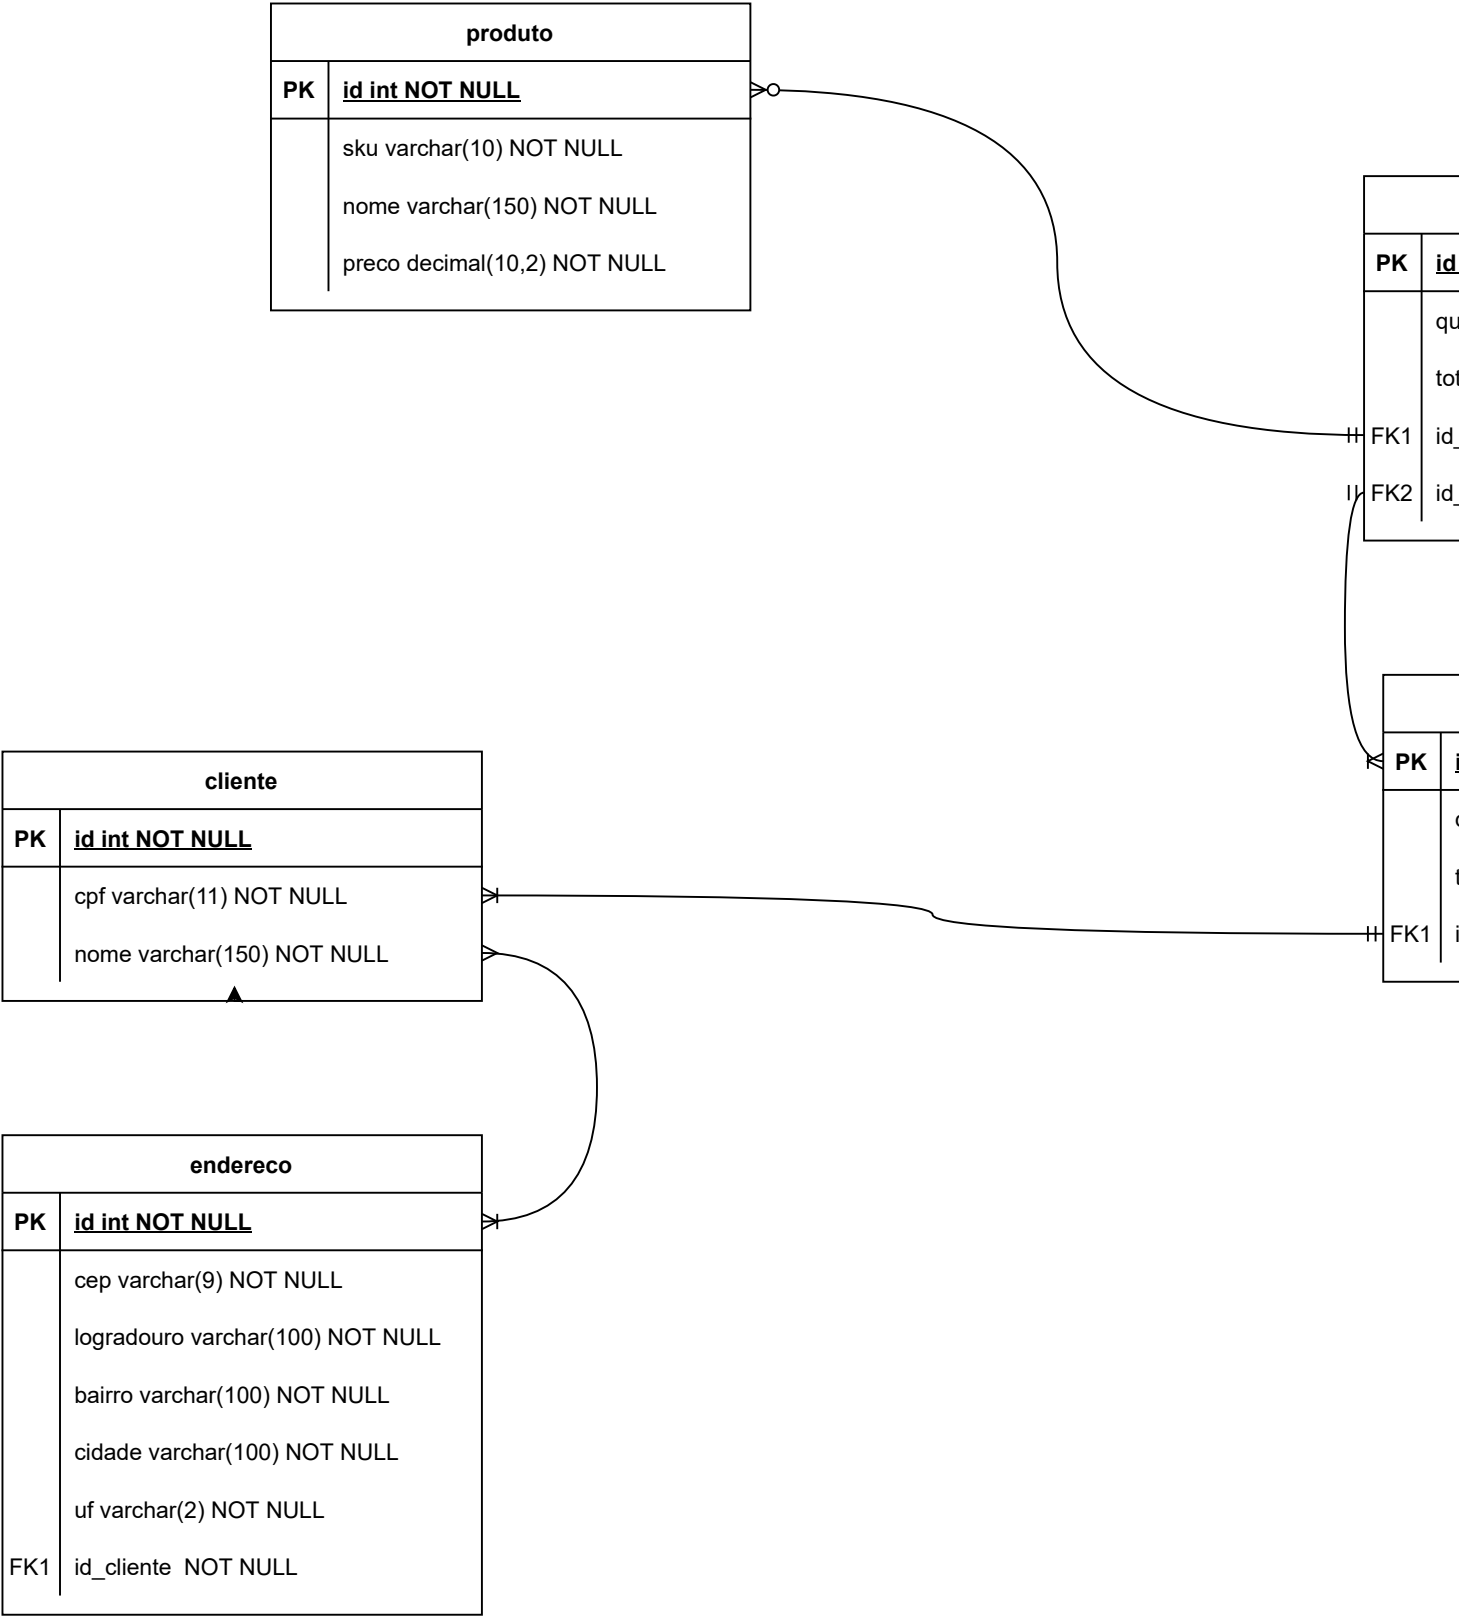 produto
PK id int NOT NULL
sku varchar(10) NOT NULL
nome varchar(150) NOT NULL
preco decimal(10,2) NOT NULL
PK id
FK1
FK2
PK
FK1
cliente
PK id int NOT NULL
cpf varchar(11) NOT NULL
nome varchar(150) NOT NULL
endereco
PK id int NOT NULL
cep varchar(9) NOT NULL
logradouro varchar(100) NOT NULL
bairro varchar(100) NOT NULL
cidade varchar(100) NOT NULL
uf varchar(2) NOT NULL
FK1 id_cliente NOT NULL